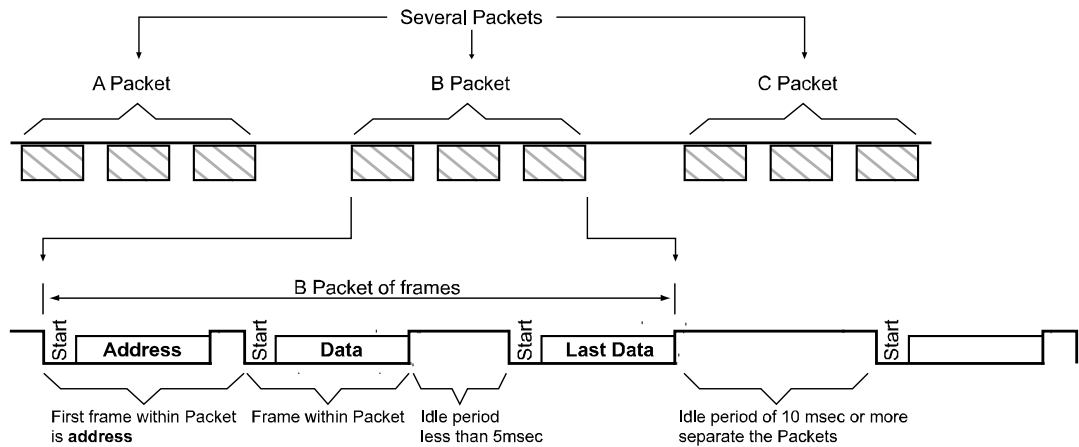 Several Packets
A Packet
B Packet
C Packet
B Packet of frames
Start
Address
Start
Data
Start
Last Data
Start
First frame within Packet
is address
Frame within Packet
Idle period
less than 5msec
Idle period of 10 msec or more
separate the Packets